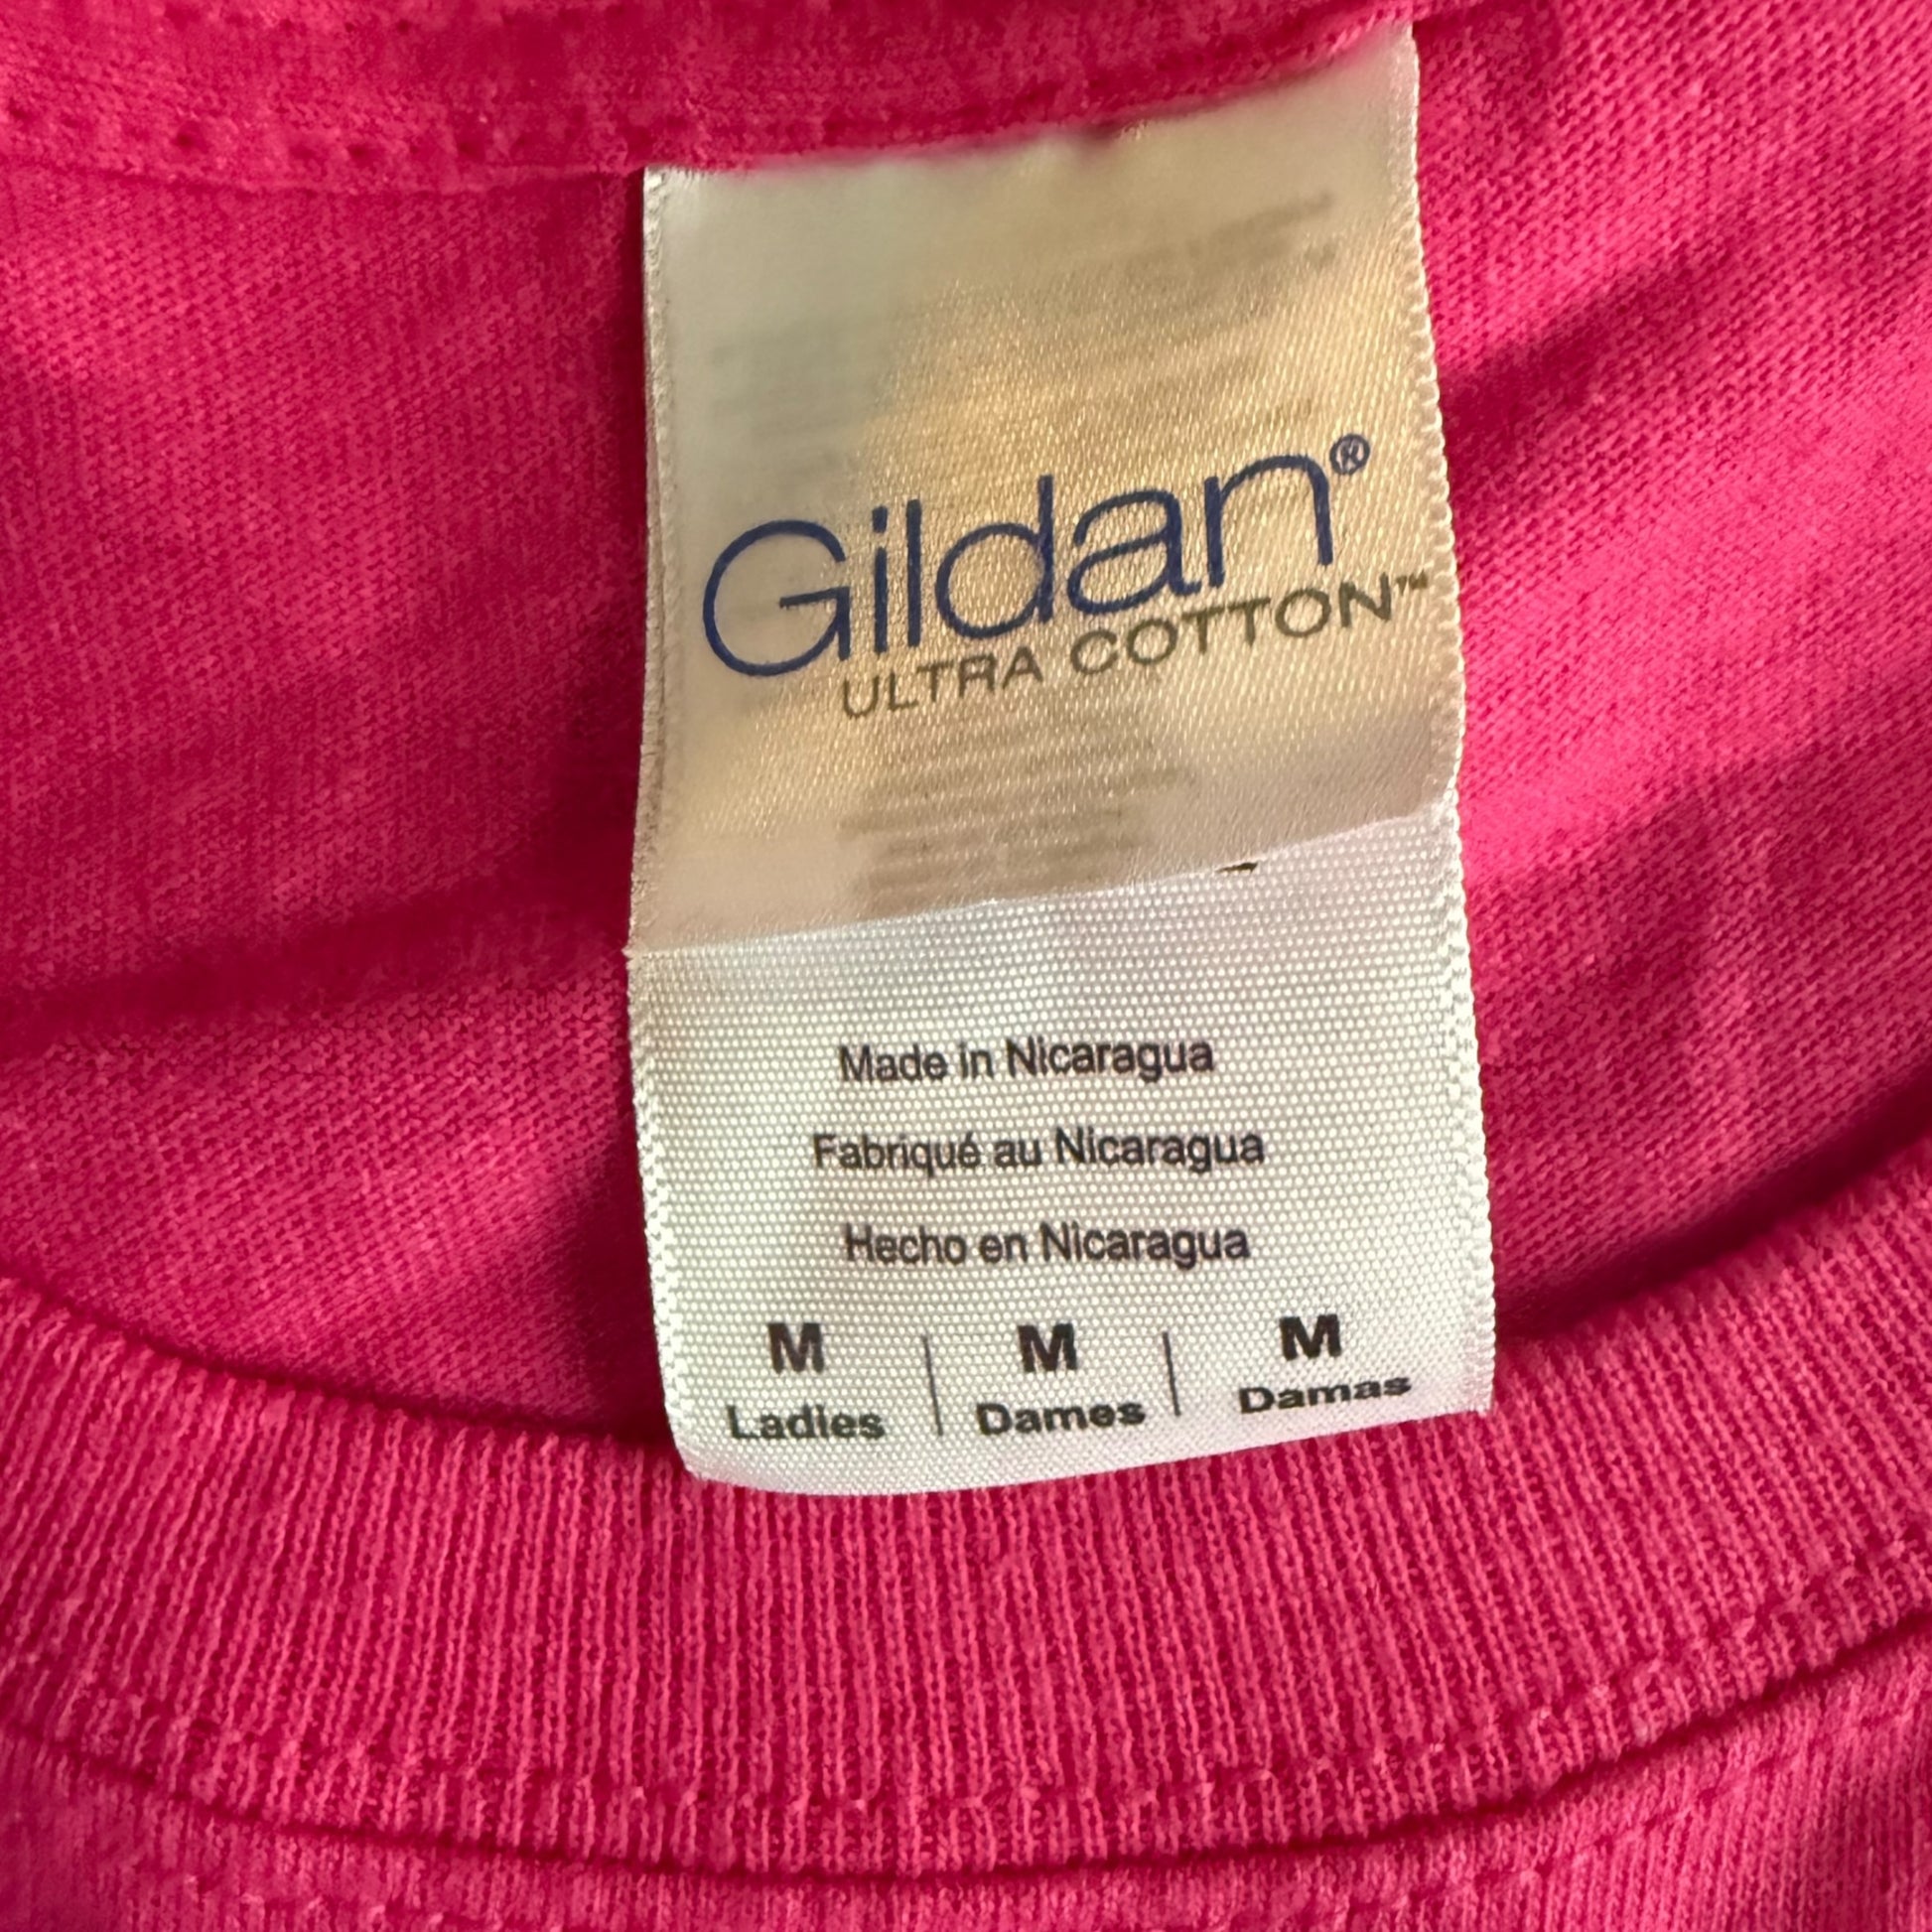 Gildan®
ULTRA COTTON™
Made in Nicaragua
Fabriqué au Nicaragua
Hecho en Nicaragua
M | M | M
Ladies | Dames | Damas